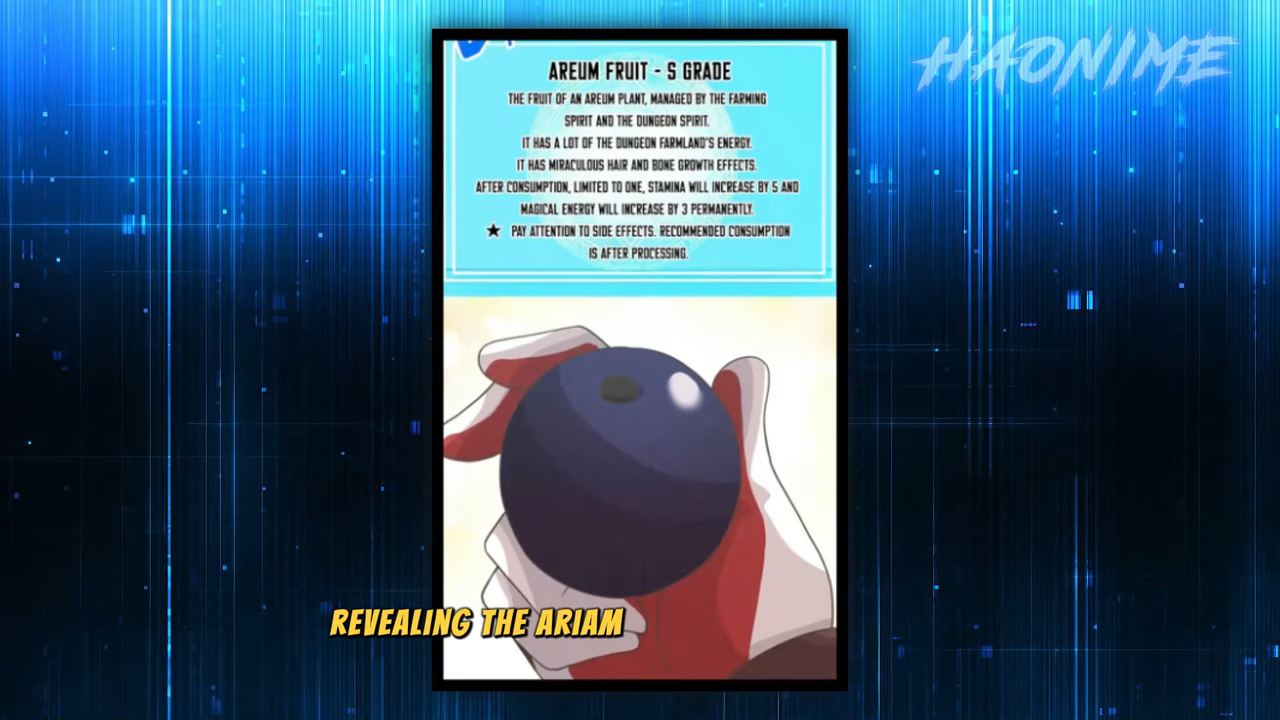 HAONIME
AREUM FRUIT - S GRADE
THE FRUIT OF AN AREUM PLANT, MANAGED BY THE FARMING
SPIRIT AND THE DUNGEON SPIRIT.
IT HAS A LOT OF THE DUNGEON FARMLAND'S ENERGY.
IT HAS MIRACULOUS HAIR AND BONE GROWTH EFFECTS.
AFTER CONSUMPTION, LIMITED TO ONE, STAMINA WILL INCREASE BY 5 AND
MAGICAL ENERGY WILL INCREASE BY 3 PERMANENTLY.
★ PAY ATTENTION TO SIDE EFFECTS. RECOMMENDED CONSUMPTION
IS AFTER PROCESSING.
REVEALING THE ARIAM